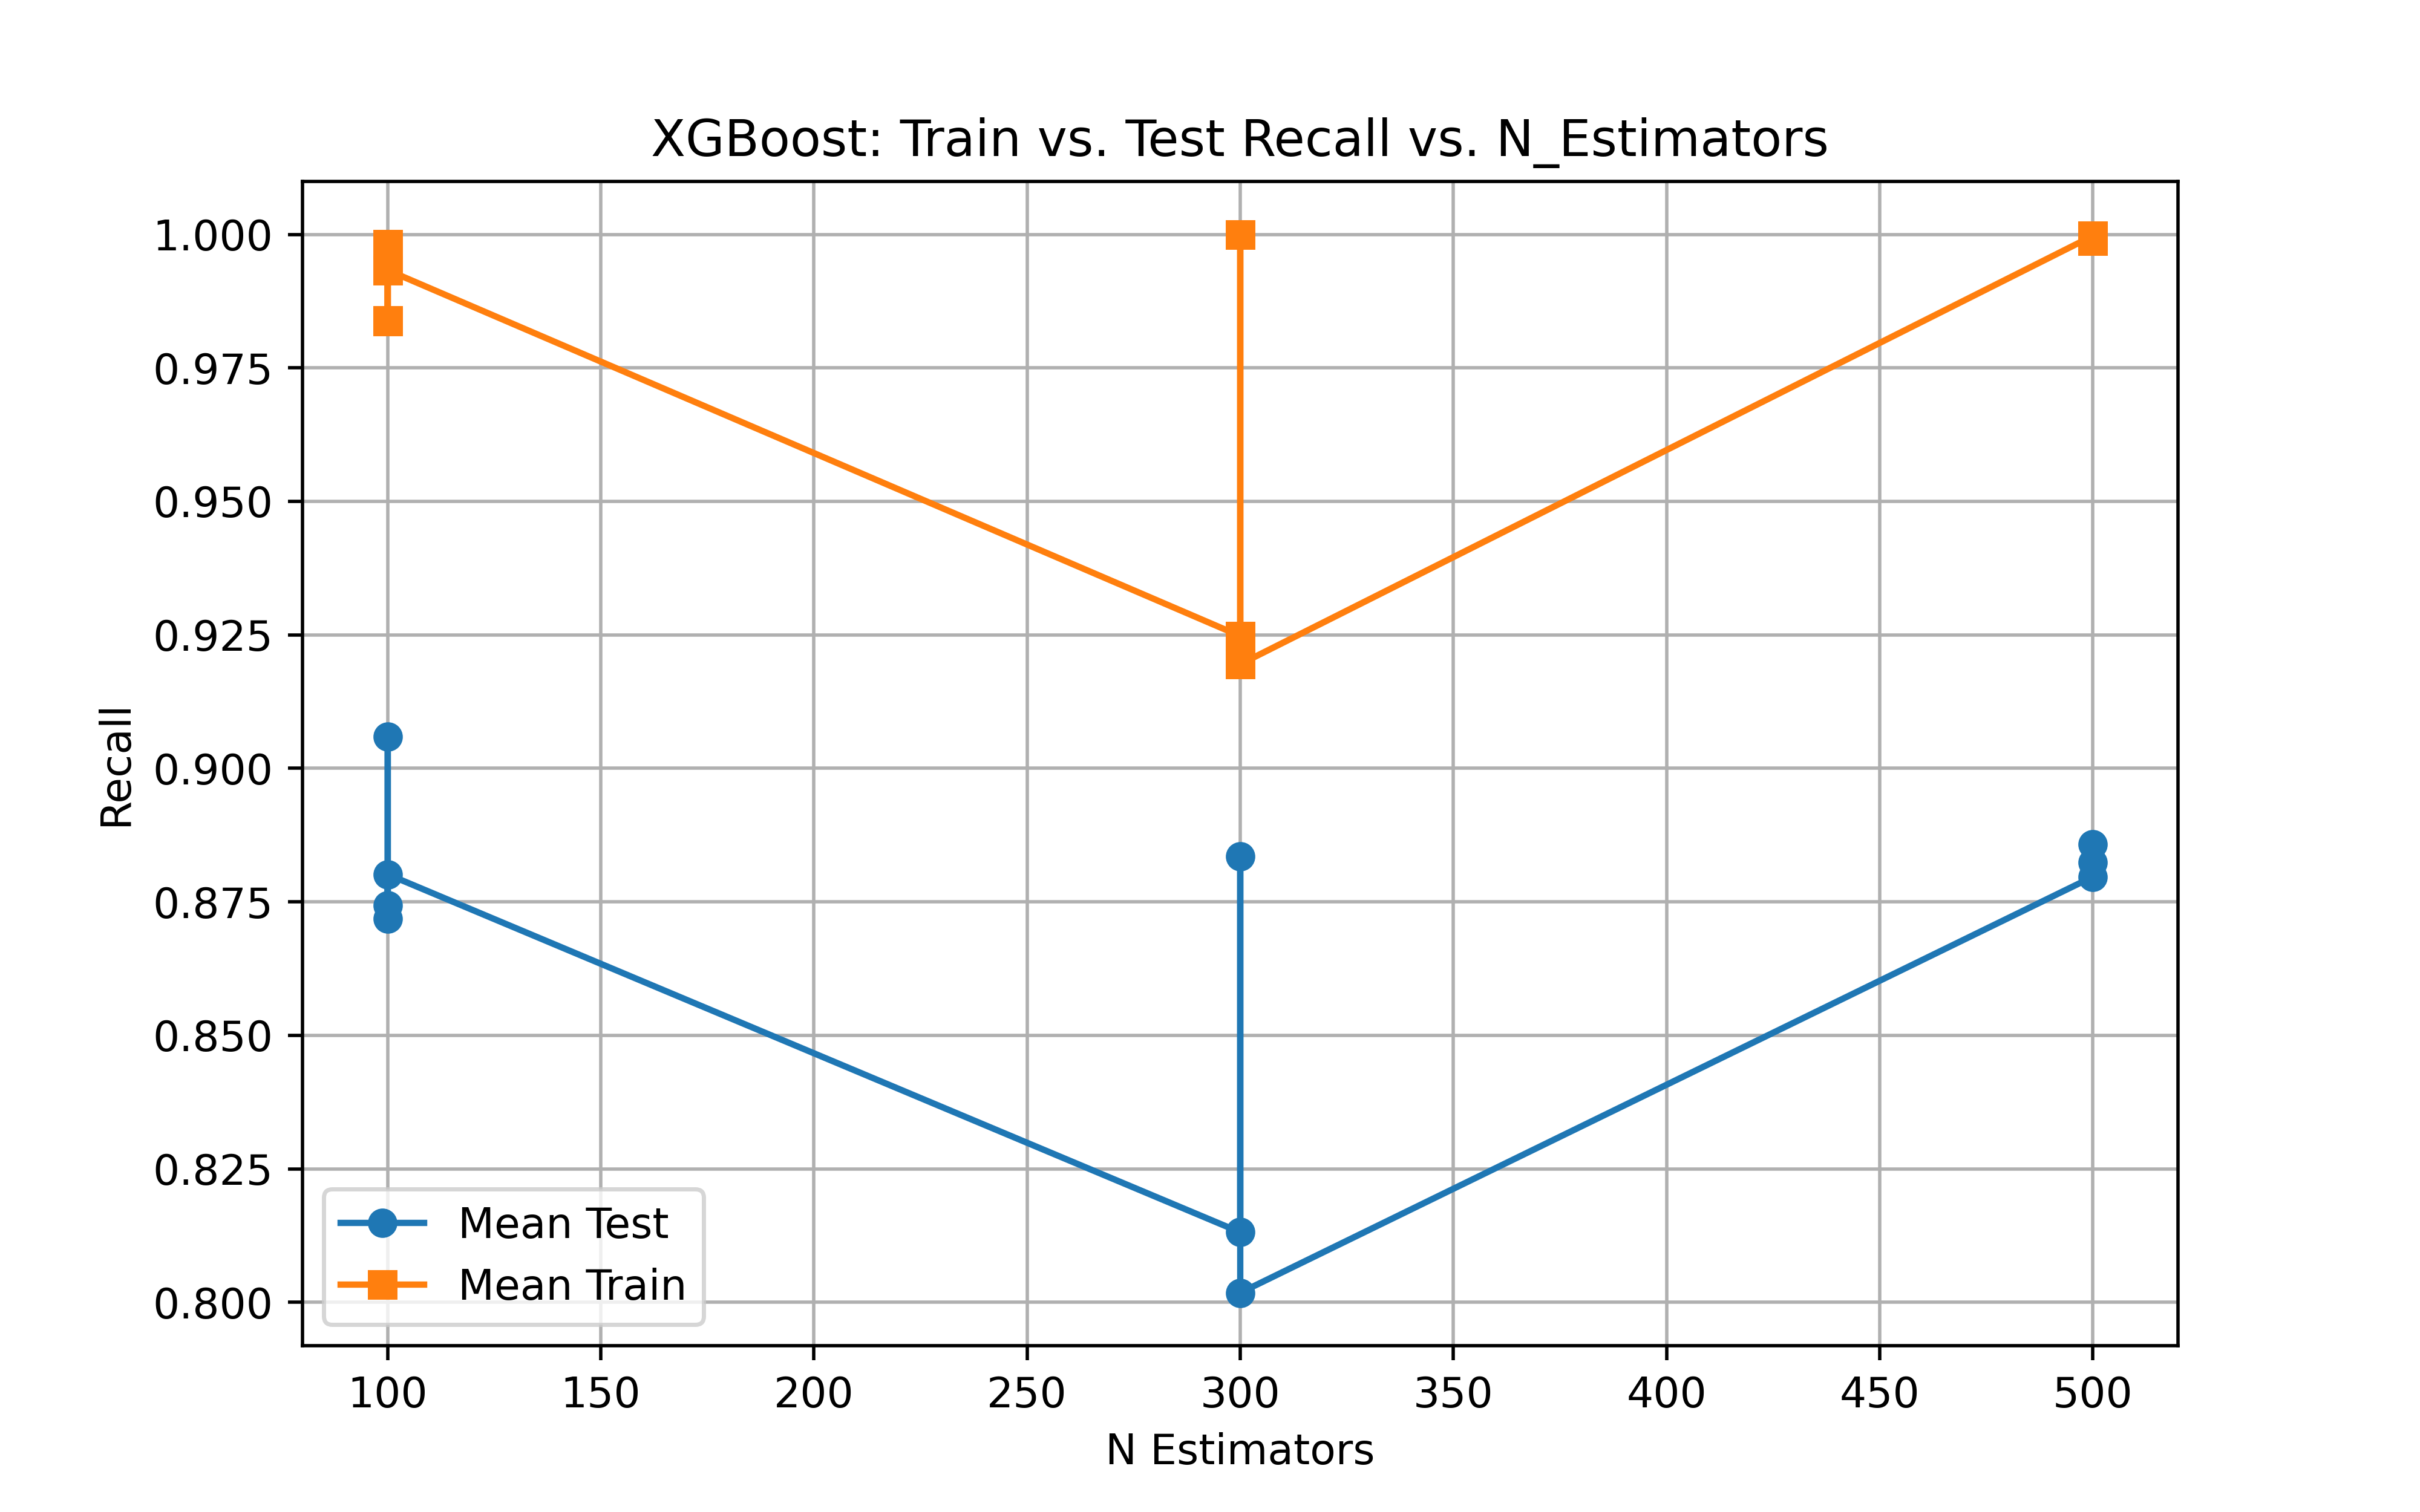 XGBoost: Train vs. Test Recall vs. N_Estimators
1.000
0.975
0.950
0.925
0.900
0.875
0.850
0.825
0.800
Recall
Mean Test
Mean Train
100 150 200 250 300 350 400 450 500
N Estimators